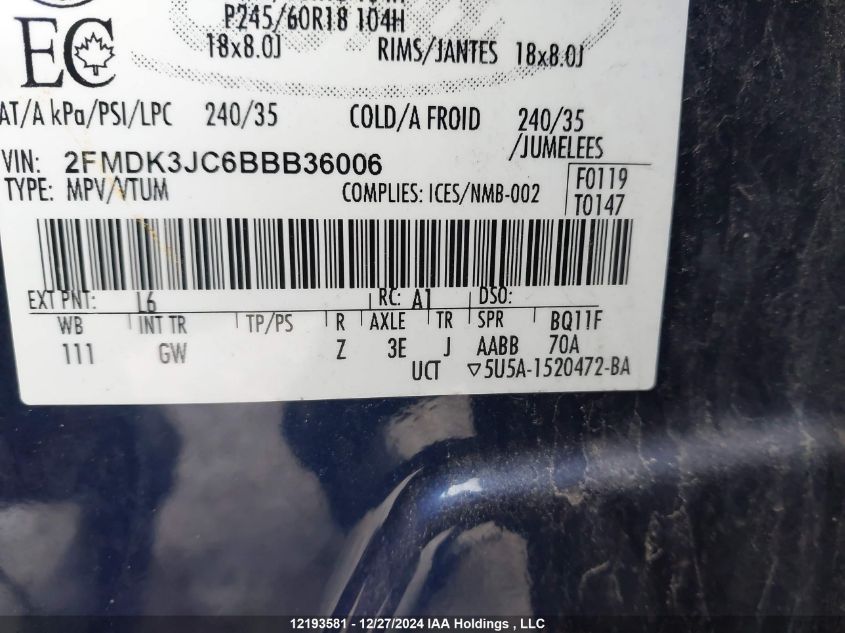 P245/60R18 104H
EC
18x8.0J RIMS/JANTES 18x8.0J
AT/A kPa/PSI/LPC 240/35 COLD/A FROID 240/35
/JUMELEES
VIN: 2FMDK3JC6BBB36006
TYPE: MPV/VTUM COMPLIES: ICES/NMB-002 F0119
T0147
EXT PNT: L6 RC: A1 DSO:
WB INT TR TP/PS R AXLE TR SPR BQ11F
111 GW Z 3E J AABB 70A
UCT ▽5U5A-1520472-BA
12193581 - 12/27/2024 IAA Holdings , LLC